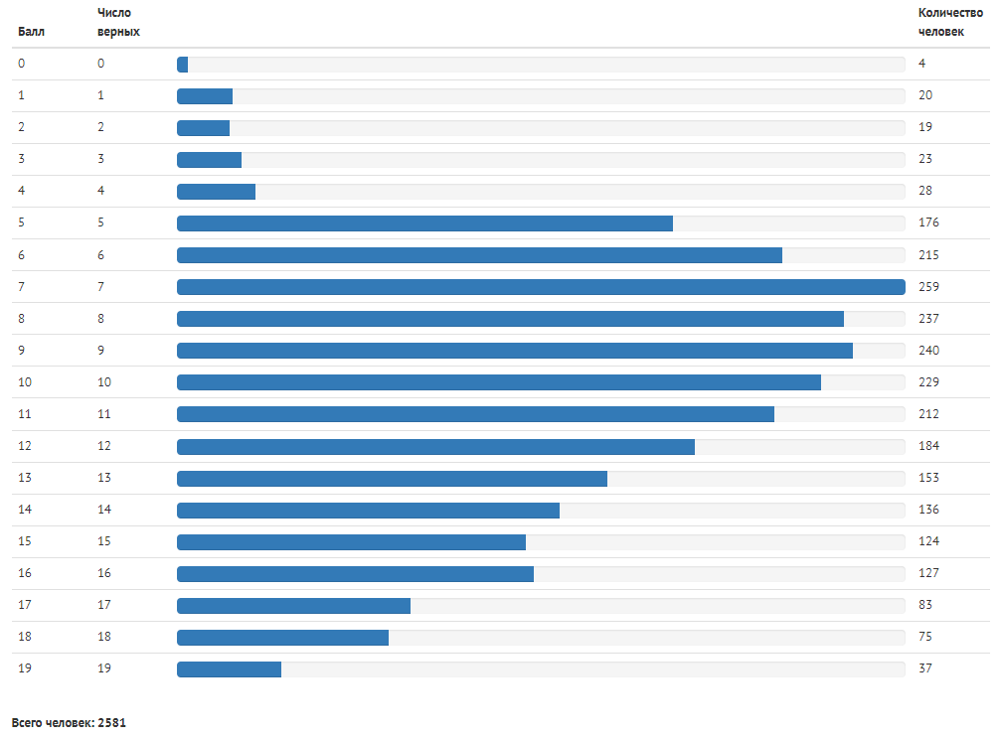 Балл Число верных Количество человек
0 0 4
1 1 20
2 2 19
3 3 23
4 4 28
5 5 176
6 6 215
7 7 259
8 8 237
9 9 240
10 10 229
11 11 212
12 12 184
13 13 153
14 14 136
15 15 124
16 16 127
17 17 83
18 18 75
19 19 37
Всего человек: 2581